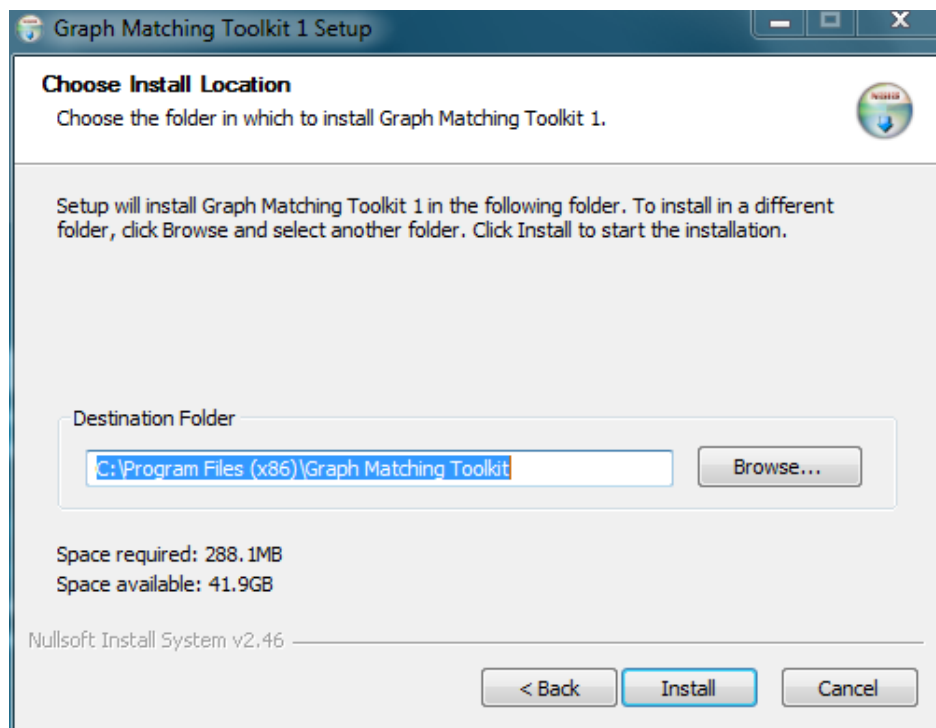 Graph Matching Toolkit 1 Setup
Choose Install Location
Choose the folder in which to install Graph Matching Toolkit 1.
Setup will install Graph Matching Toolkit 1 in the following folder. To install in a different
folder, click Browse and select another folder. Click Install to start the installation.
Destination Folder
C:\Program Files (x86)\Graph Matching Toolkit
Browse...
Space required: 288.1MB
Space available: 41.9GB
Nullsoft Install System v2.46
< Back
Install
Cancel